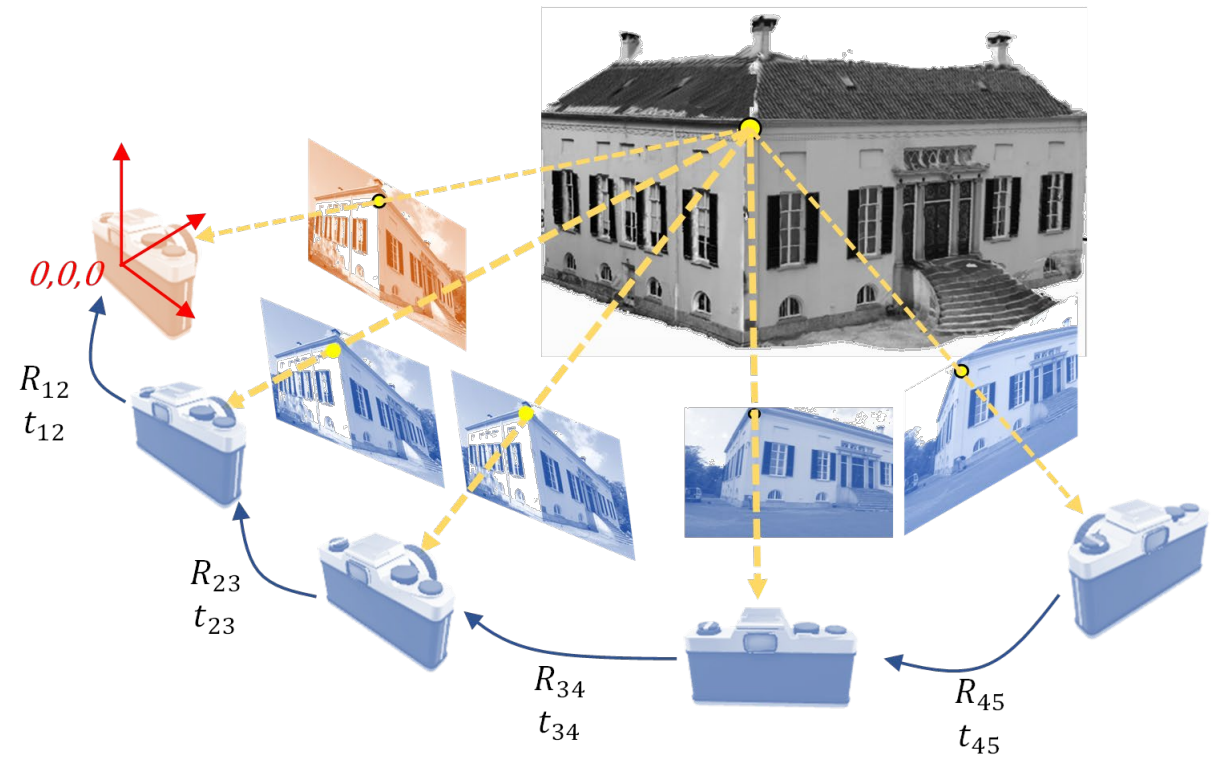 0,0,0
R₁₂
t₁₂
R₂₃
t₂₃
R₃₄
t₃₄
R₄₅
t₄₅